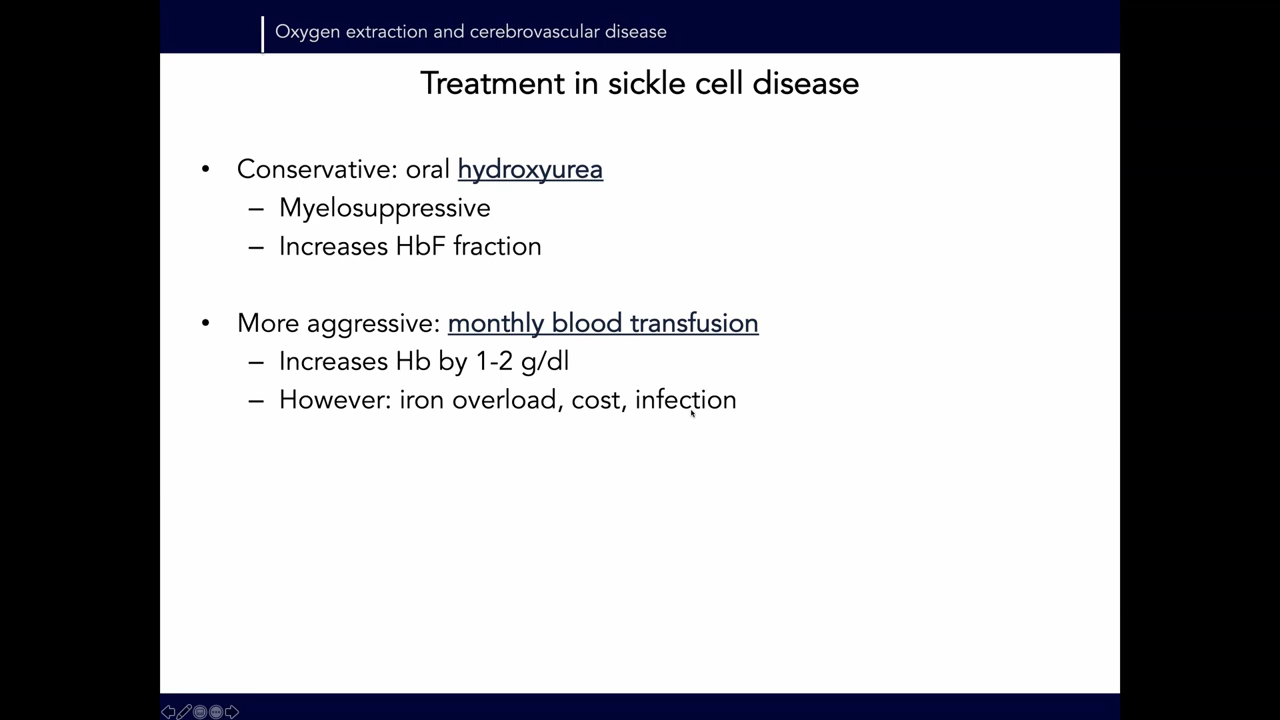 Oxygen extraction and cerebrovascular disease
Treatment in sickle cell disease
• Conservative: oral hydroxyurea
– Myelosuppressive
– Increases HbF fraction
• More aggressive: monthly blood transfusion
– Increases Hb by 1-2 g/dl
– However: iron overload, cost, infection